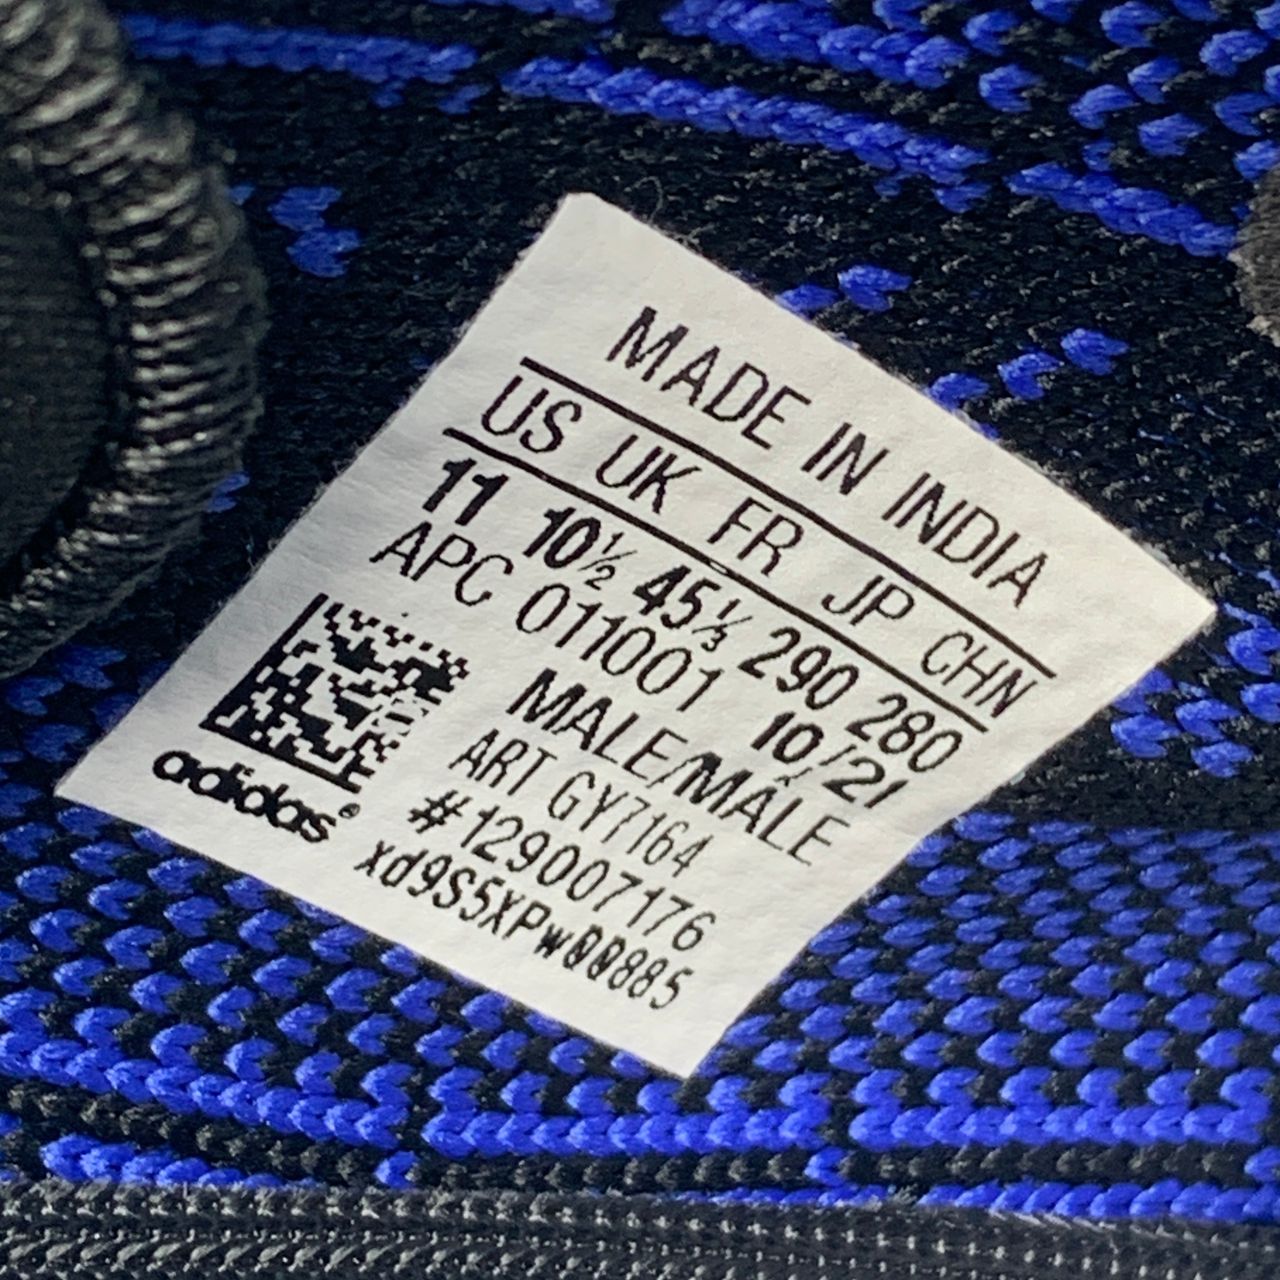 MADE IN INDIA
US UK FR JP CHN
11 10½ 45⅓ 290 280
APC 011001 10/21
MALE/MÂLE
ART GY7164
#129007176
xd9S5XPw00885
adidas®